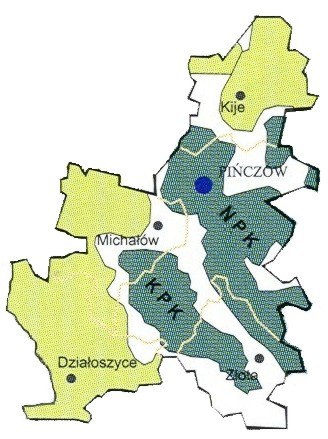 Kije
PIŃCZÓW
NPK
Michałów
KPK
Działoszyce
Złota